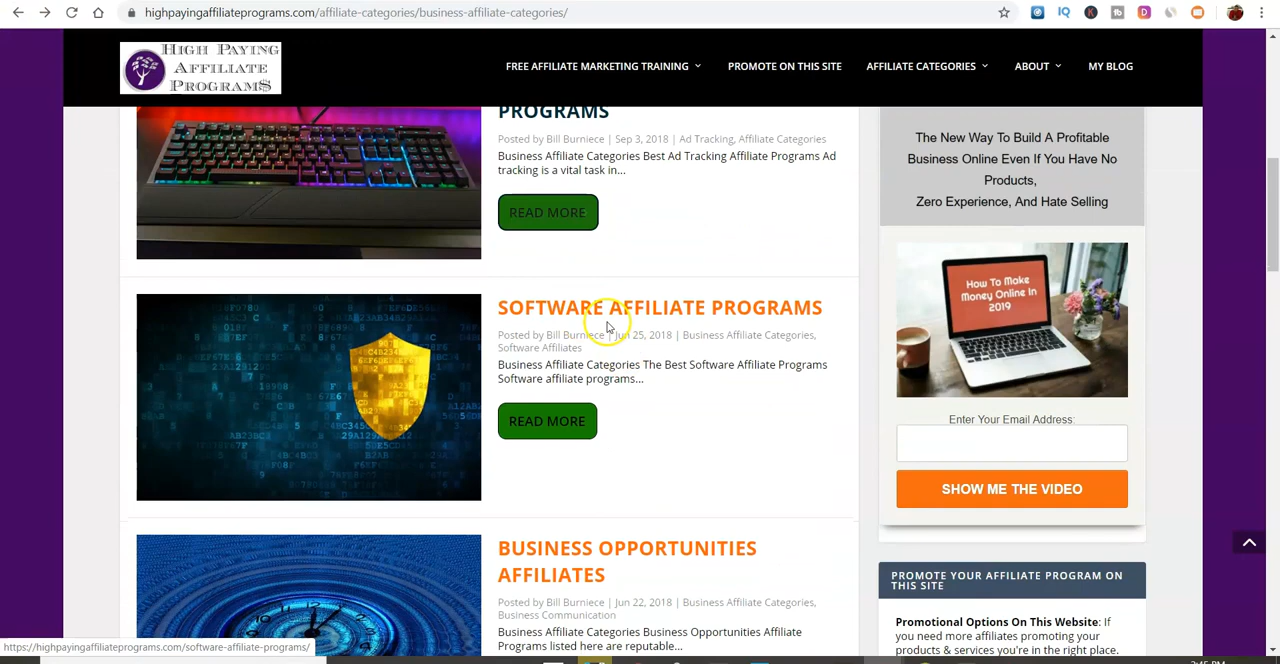 highpayingaffiliateprograms.com/affiliate-categories/business-affiliate-categories/
IQ
K
HIGH PAYING
AFFILIATE
PROGRAM$
FREE AFFILIATE MARKETING TRAINING
PROMOTE ON THIS SITE
AFFILIATE CATEGORIES
ABOUT
MY BLOG
PROGRAMS
Posted by Bill Burniece | Sep 3, 2018 | Ad Tracking, Affiliate Categories
Business Affiliate Categories Best Ad Tracking Affiliate Programs Ad
tracking is a vital task in...
READ MORE
SOFTWARE AFFILIATE PROGRAMS
Posted by Bill Burniece | Jun 25, 2018 | Business Affiliate Categories,
Software Affiliates
Business Affiliate Categories The Best Software Affiliate Programs
Software affiliate programs...
READ MORE
BUSINESS OPPORTUNITIES
AFFILIATES
Posted by Bill Burniece | Jun 22, 2018 | Business Affiliate Categories,
Business Communication
Business Affiliate Categories Business Opportunities Affiliate
Programs listed here are reputable...
The New Way To Build A Profitable
Business Online Even If You Have No
Products,
Zero Experience, And Hate Selling
How To Make
Money Online In
2019
Enter Your Email Address:
SHOW ME THE VIDEO
PROMOTE YOUR AFFILIATE PROGRAM ON
THIS SITE
Promotional Options On This Website: If
you need more affiliates promoting your
products & services you're in the right place.
https://highpayingaffiliateprograms.com/software-affiliate-programs/